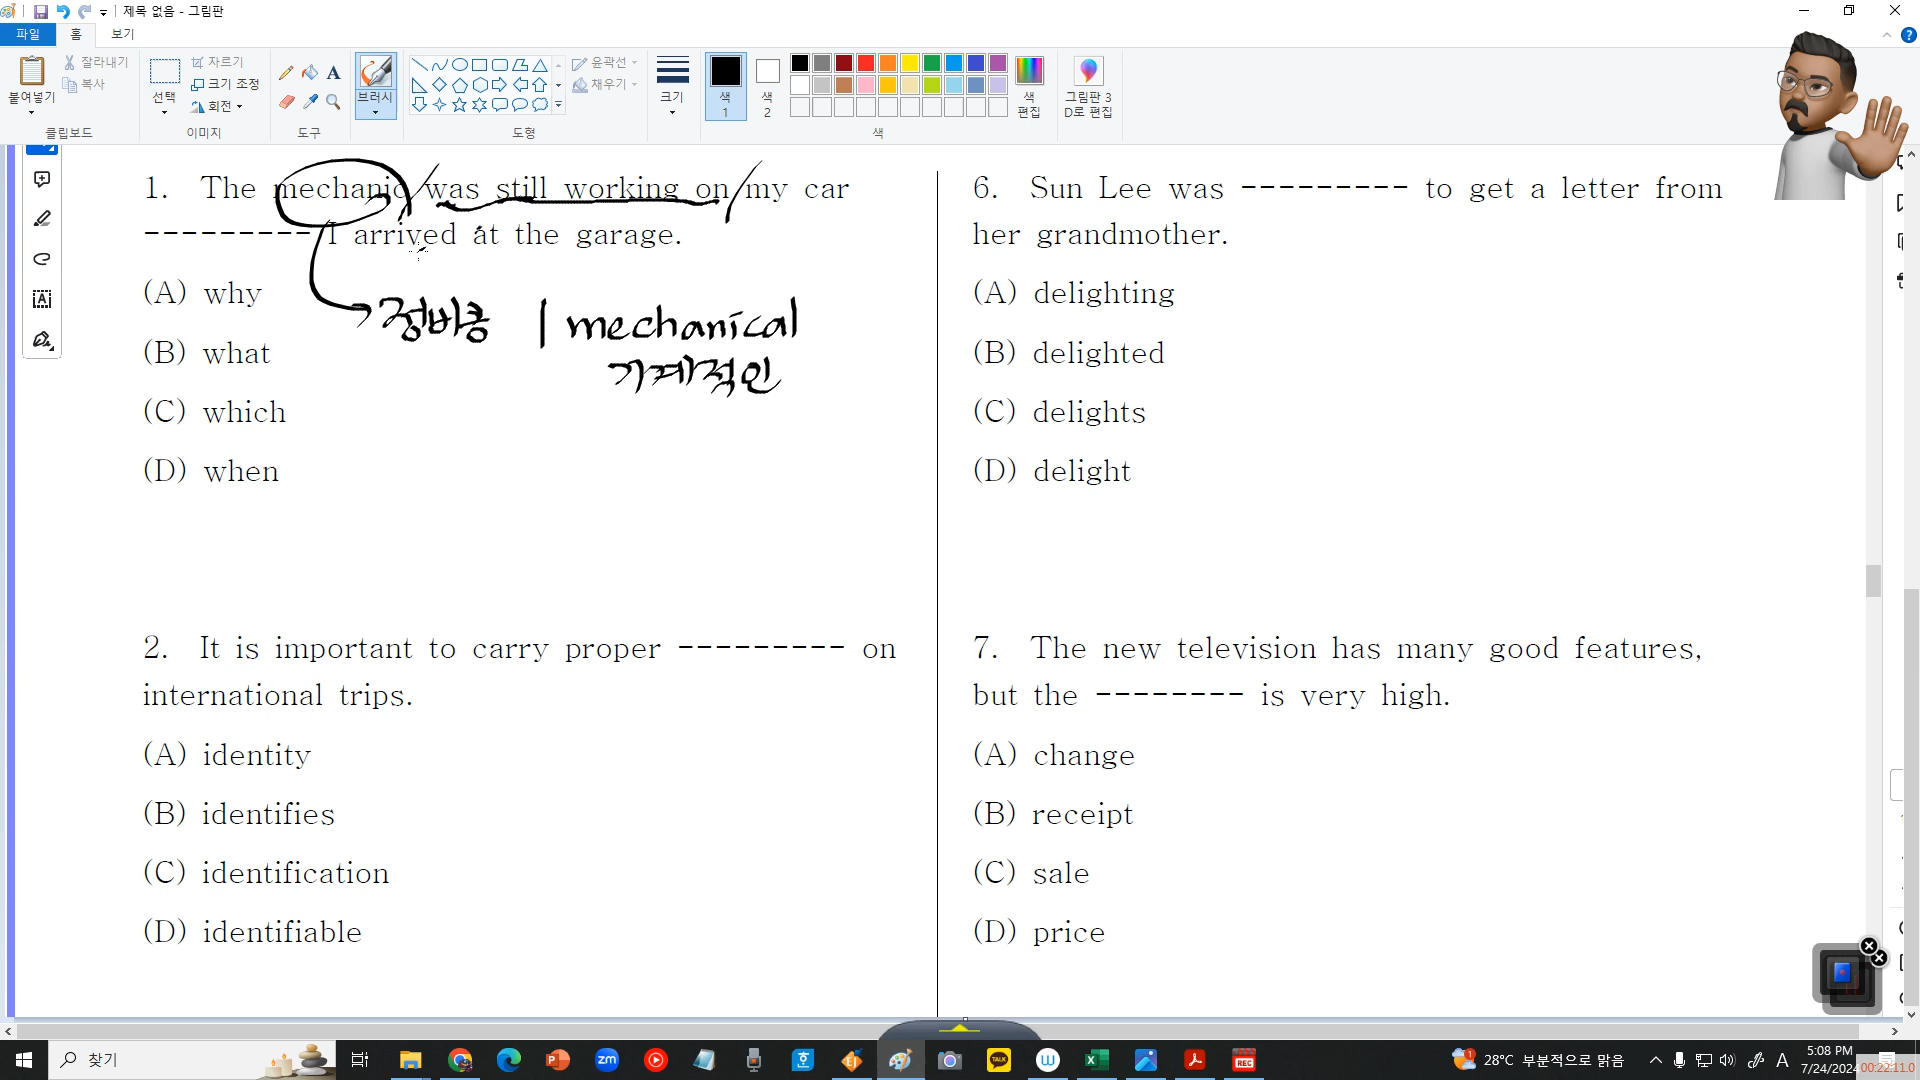 제목 없음 - 그림판
파일 홈 보기
붙여넣기
잘라내기
복사
클립보드
선택
자르기
크기 조정
회전
이미지
A
도구
브러시
윤곽선
채우기
도형
크기
색 1
색 2
색
색 편집
그림판 3D로 편집
1. The mechanic was still working on my car
--------- I arrived at the garage.
(A) why
정비공 | mechanical
기계적인
(B) what
(C) which
(D) when
2. It is important to carry proper --------- on
international trips.
(A) identity
(B) identifies
(C) identification
(D) identifiable
6. Sun Lee was --------- to get a letter from
her grandmother.
(A) delighting
(B) delighted
(C) delights
(D) delight
7. The new television has many good features,
but the -------- is very high.
(A) change
(B) receipt
(C) sale
(D) price
찾기
zm
TALK
REC
28°C 부분적으로 맑음
A
5:08 PM
7/24/2024
00:22:11.0